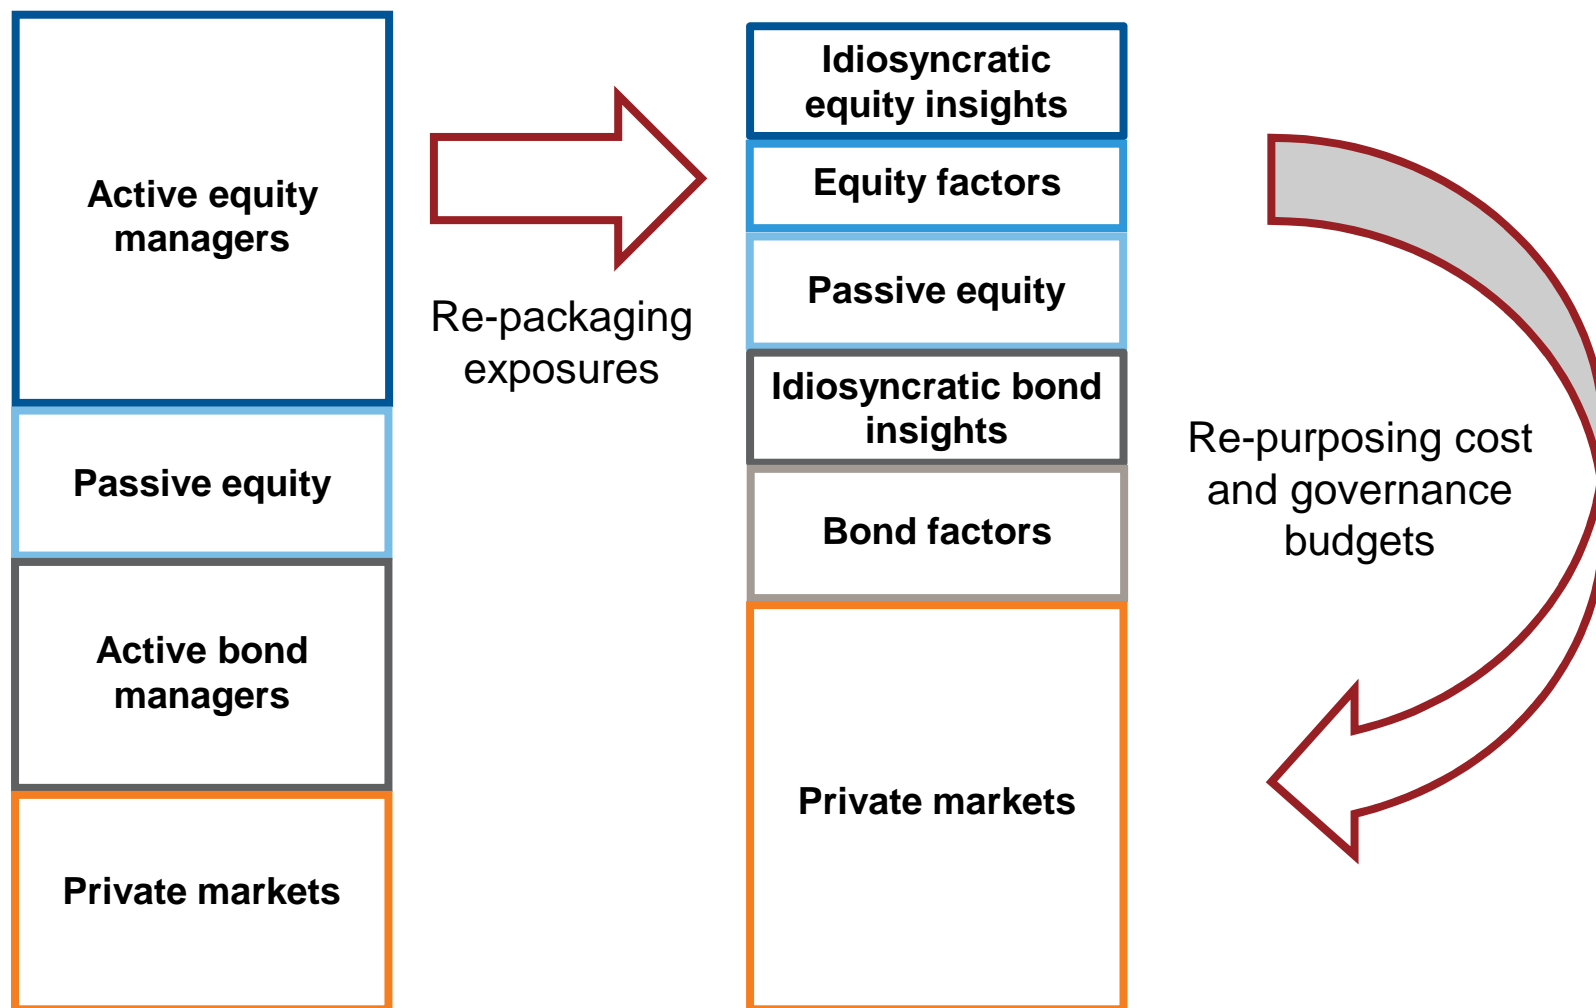 Active equity
managers
Passive equity
Active bond
managers
Private markets
Re-packaging
exposures
Idiosyncratic
equity insights
Equity factors
Passive equity
Idiosyncratic bond
insights
Bond factors
Private markets
Re-purposing cost
and governance
budgets